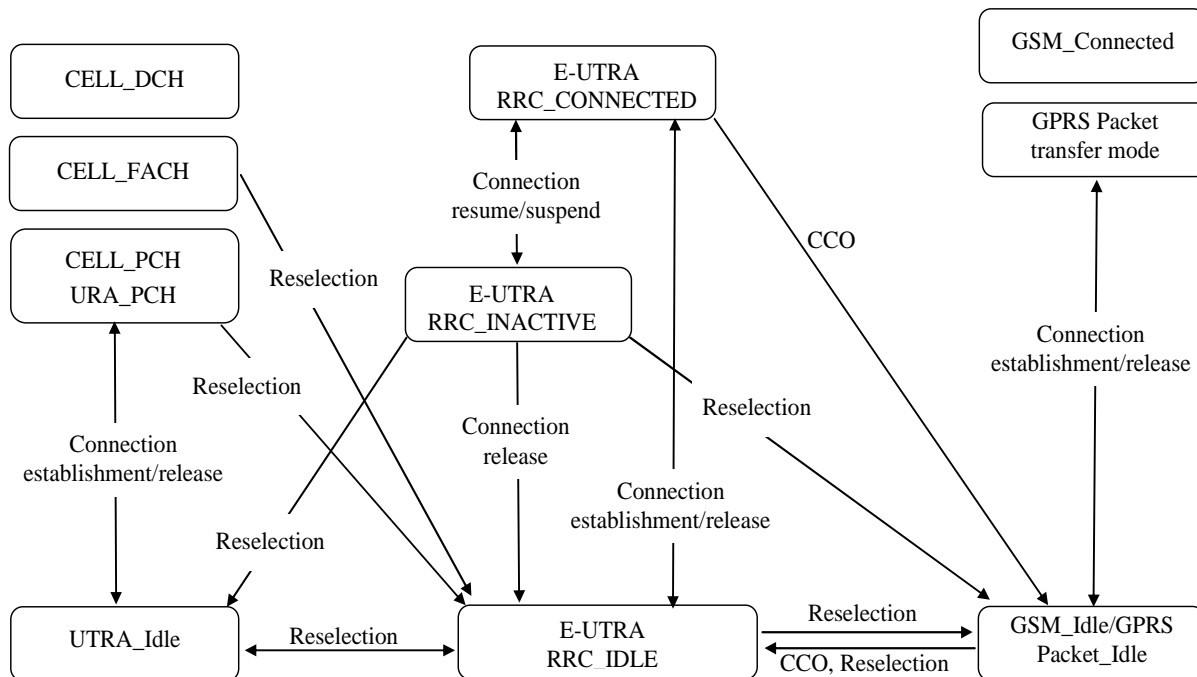 GSM_Connected
E-UTRA
RRC_CONNECTED
CELL_DCH
GPRS Packet
transfer mode
CELL_FACH
Connection
resume/suspend
CCO
CELL_PCH
URA_PCH
Reselection
E-UTRA
RRC_INACTIVE
Connection
establishment/release
Reselection
Reselection
Connection
establishment/release
Connection
release
Connection
establishment/release
Reselection
UTRA_Idle
Reselection
E-UTRA
RRC_IDLE
Reselection
CCO, Reselection
GSM_Idle/GPRS
Packet_Idle